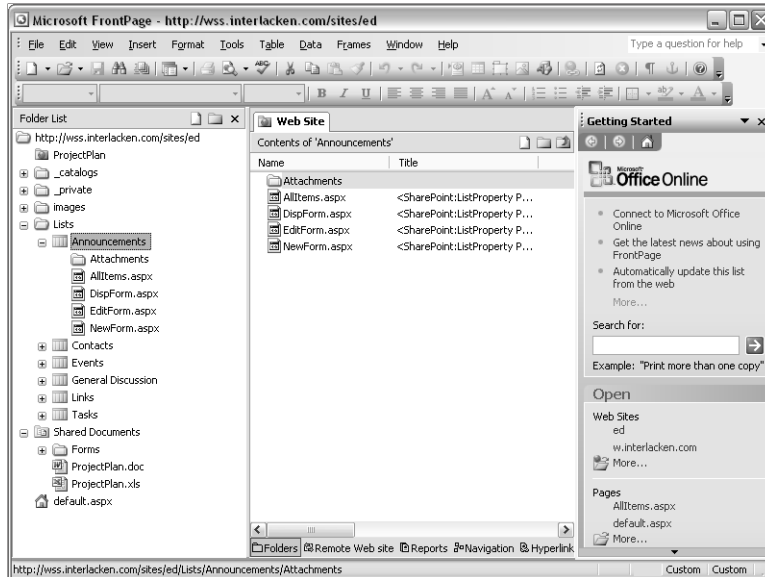 Microsoft FrontPage - http://wss.interlacken.com/sites/ed
File Edit View Insert Format Tools Table Data Frames Window Help Type a question for help
Folder List
http://wss.interlacken.com/sites/ed
ProjectPlan
_catalogs
_private
images
Lists
Announcements
Attachments
AllItems.aspx
DispForm.aspx
EditForm.aspx
NewForm.aspx
Contacts
Events
General Discussion
Links
Tasks
Shared Documents
Forms
ProjectPlan.doc
ProjectPlan.xls
default.aspx
Web Site
Contents of 'Announcements'
Name Title
Attachments
AllItems.aspx <SharePoint:ListProperty P...
DispForm.aspx <SharePoint:ListProperty P...
EditForm.aspx <SharePoint:ListProperty P...
NewForm.aspx <SharePoint:ListProperty P...
Folders Remote Web site Reports Navigation Hyperlink
Getting Started
Microsoft
Office Online
Connect to Microsoft Office
Online
Get the latest news about using
FrontPage
Automatically update this list
from the web
More...
Search for:
Example: "Print more than one copy"
Open
Web Sites
ed
w.interlacken.com
More...
Pages
AllItems.aspx
default.aspx
More...
http://wss.interlacken.com/sites/ed/Lists/Announcements/Attachments Custom Custom